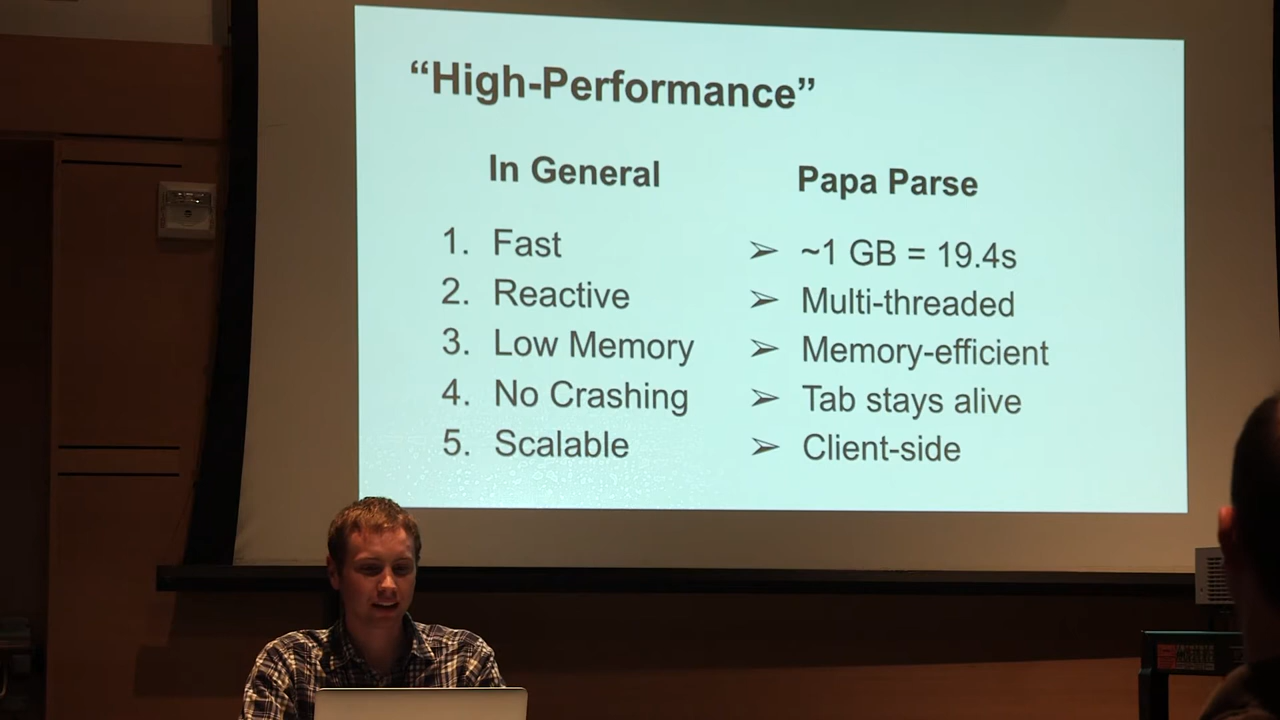 “High-Performance”
In General
1. Fast
2. Reactive
3. Low Memory
4. No Crashing
5. Scalable
Papa Parse
➢ ~1 GB = 19.4s
➢ Multi-threaded
➢ Memory-efficient
➢ Tab stays alive
➢ Client-side